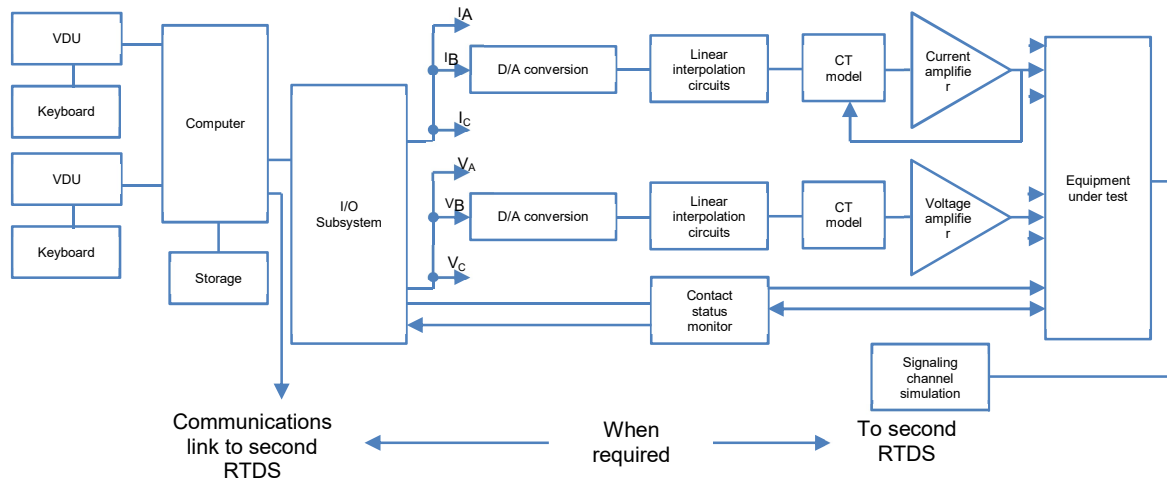 VDU
Keyboard
VDU
Keyboard
Computer
Storage
I/O
Subsystem
IA
IB
IC
D/A conversion
Linear
interpolation
circuits
CT
model
Current
amplifie
r
VA
VB
VC
D/A conversion
Linear
interpolation
circuits
CT
model
Voltage
amplifie
r
Equipment
under test
Contact
status
monitor
Signaling
channel
simulation
Communications
link to second
RTDS
When
required
To second
RTDS